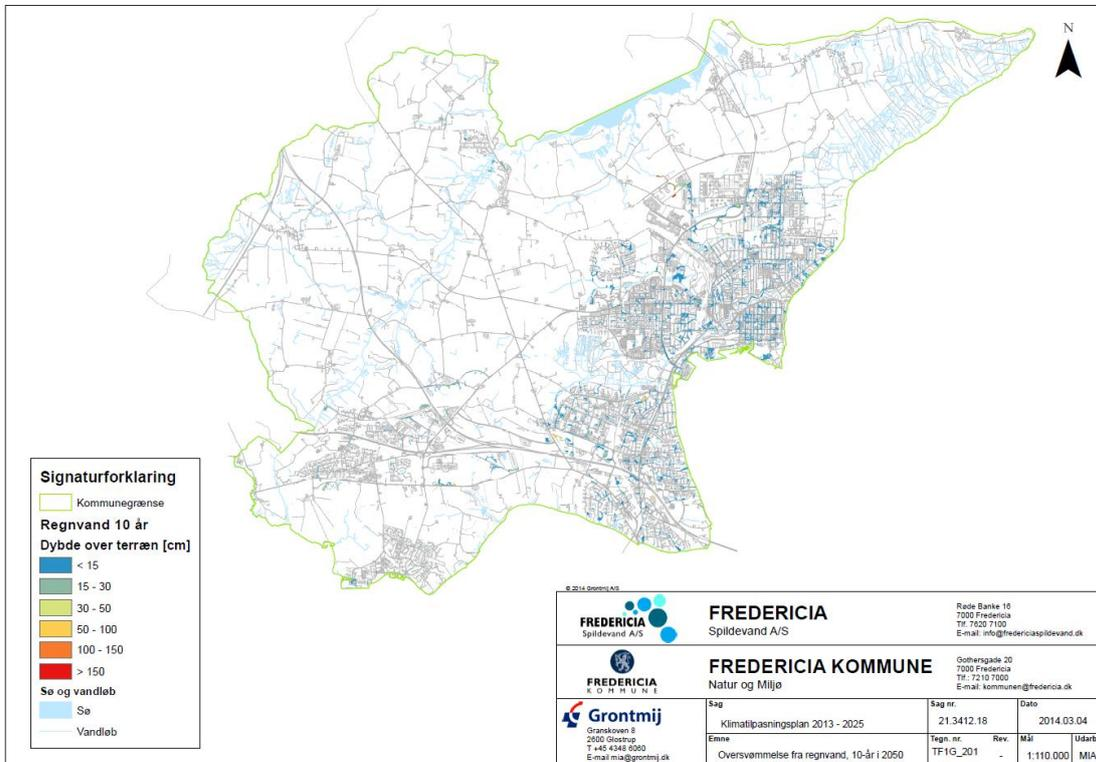 N
Signaturforklaring
Kommunegrænse
Regnvand 10 år
Dybde over terræn [cm]
< 15
15 - 30
30 - 50
50 - 100
100 - 150
> 150
Sø og vandløb
Sø
Vandløb
© 2014 Grontmij A/S
FREDERICIA
Spildevand A/S
FREDERICIA
Spildevand A/S
Røde Banke 16
7000 Fredericia
Tlf. 7620 7100
E-mail: info@fredericiaspildevand.dk
FREDERICIA
KOMMUNE
FREDERICIA KOMMUNE
Natur og Miljø
Gothersgade 20
7000 Fredericia
Tlf.: 7210 7000
E-mail: kommunen@fredericia.dk
Grontmij
Granskoven 8
2600 Glostrup
T +45 4348 6060
E-mail mia@grontmij.dk
Sag
Klimatilpasningsplan 2013 - 2025
Sag nr.
21.3412.18
Dato
2014.03.04
Emne
Oversvømmelse fra regnvand, 10-år i 2050
Tegn. nr.
TF1G_201
Rev.
-
Mål
1:110.000
Udarb
MIA